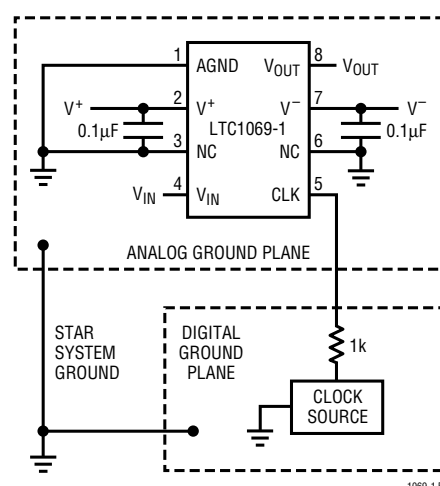 1
AGND
VOUT
8
VOUT
V+
2
V+
V−
7
V−
0.1µF
LTC1069-1
0.1µF
3
NC
NC
6
VIN
4
VIN
CLK
5
ANALOG GROUND PLANE
STAR
SYSTEM
GROUND
DIGITAL
GROUND
PLANE
1k
CLOCK
SOURCE